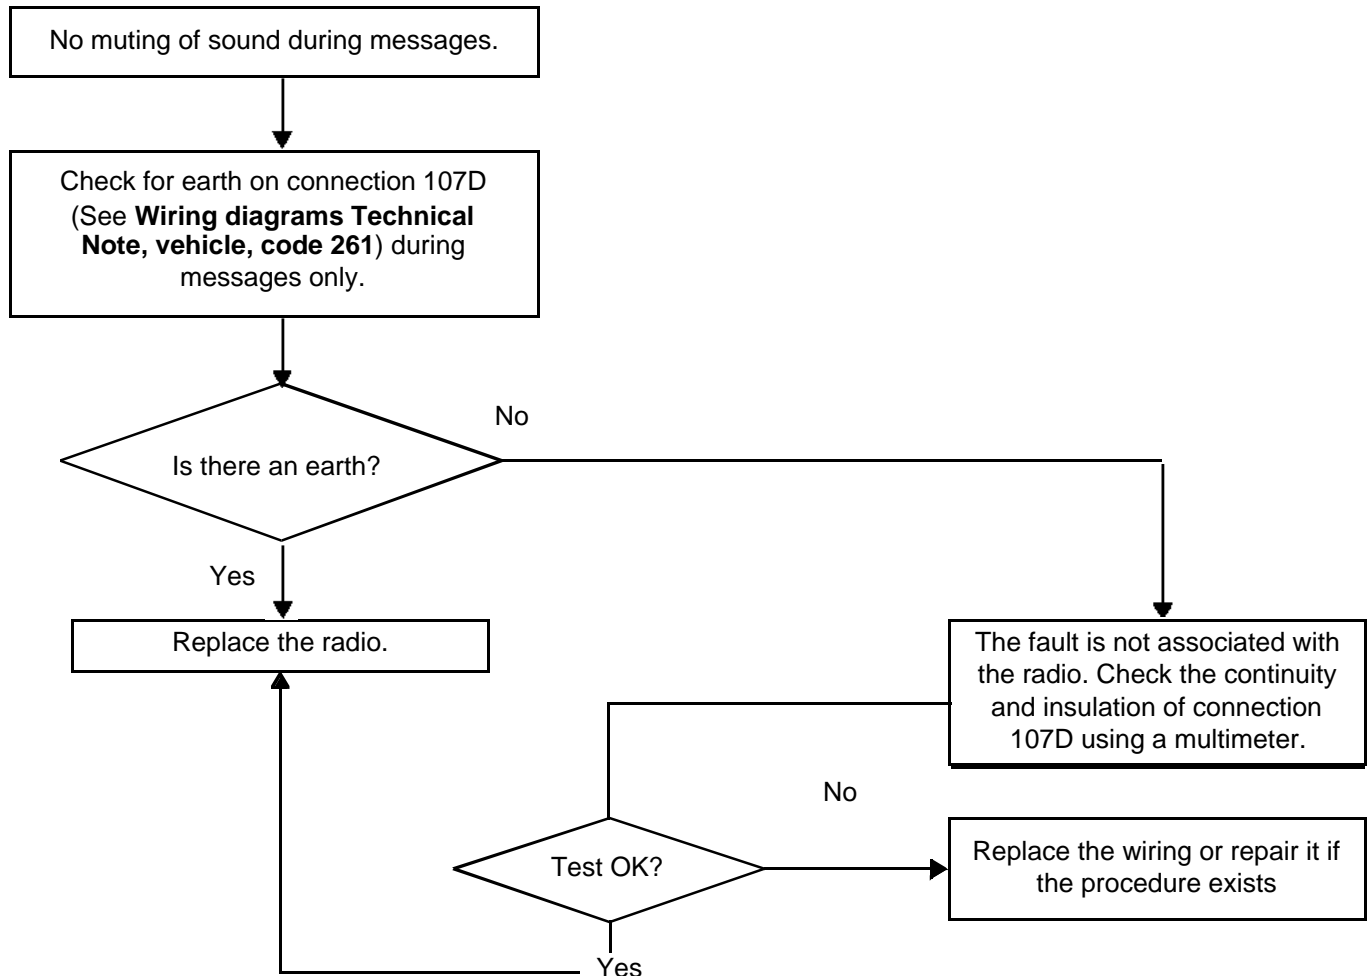 No muting of sound during messages.
Check for earth on connection 107D
(See Wiring diagrams Technical
Note, vehicle, code 261) during
messages only.
No
Is there an earth?
Yes
Replace the radio.
The fault is not associated with
the radio. Check the continuity
and insulation of connection
107D using a multimeter.
No
Test OK?
Replace the wiring or repair it if
the procedure exists
Yes